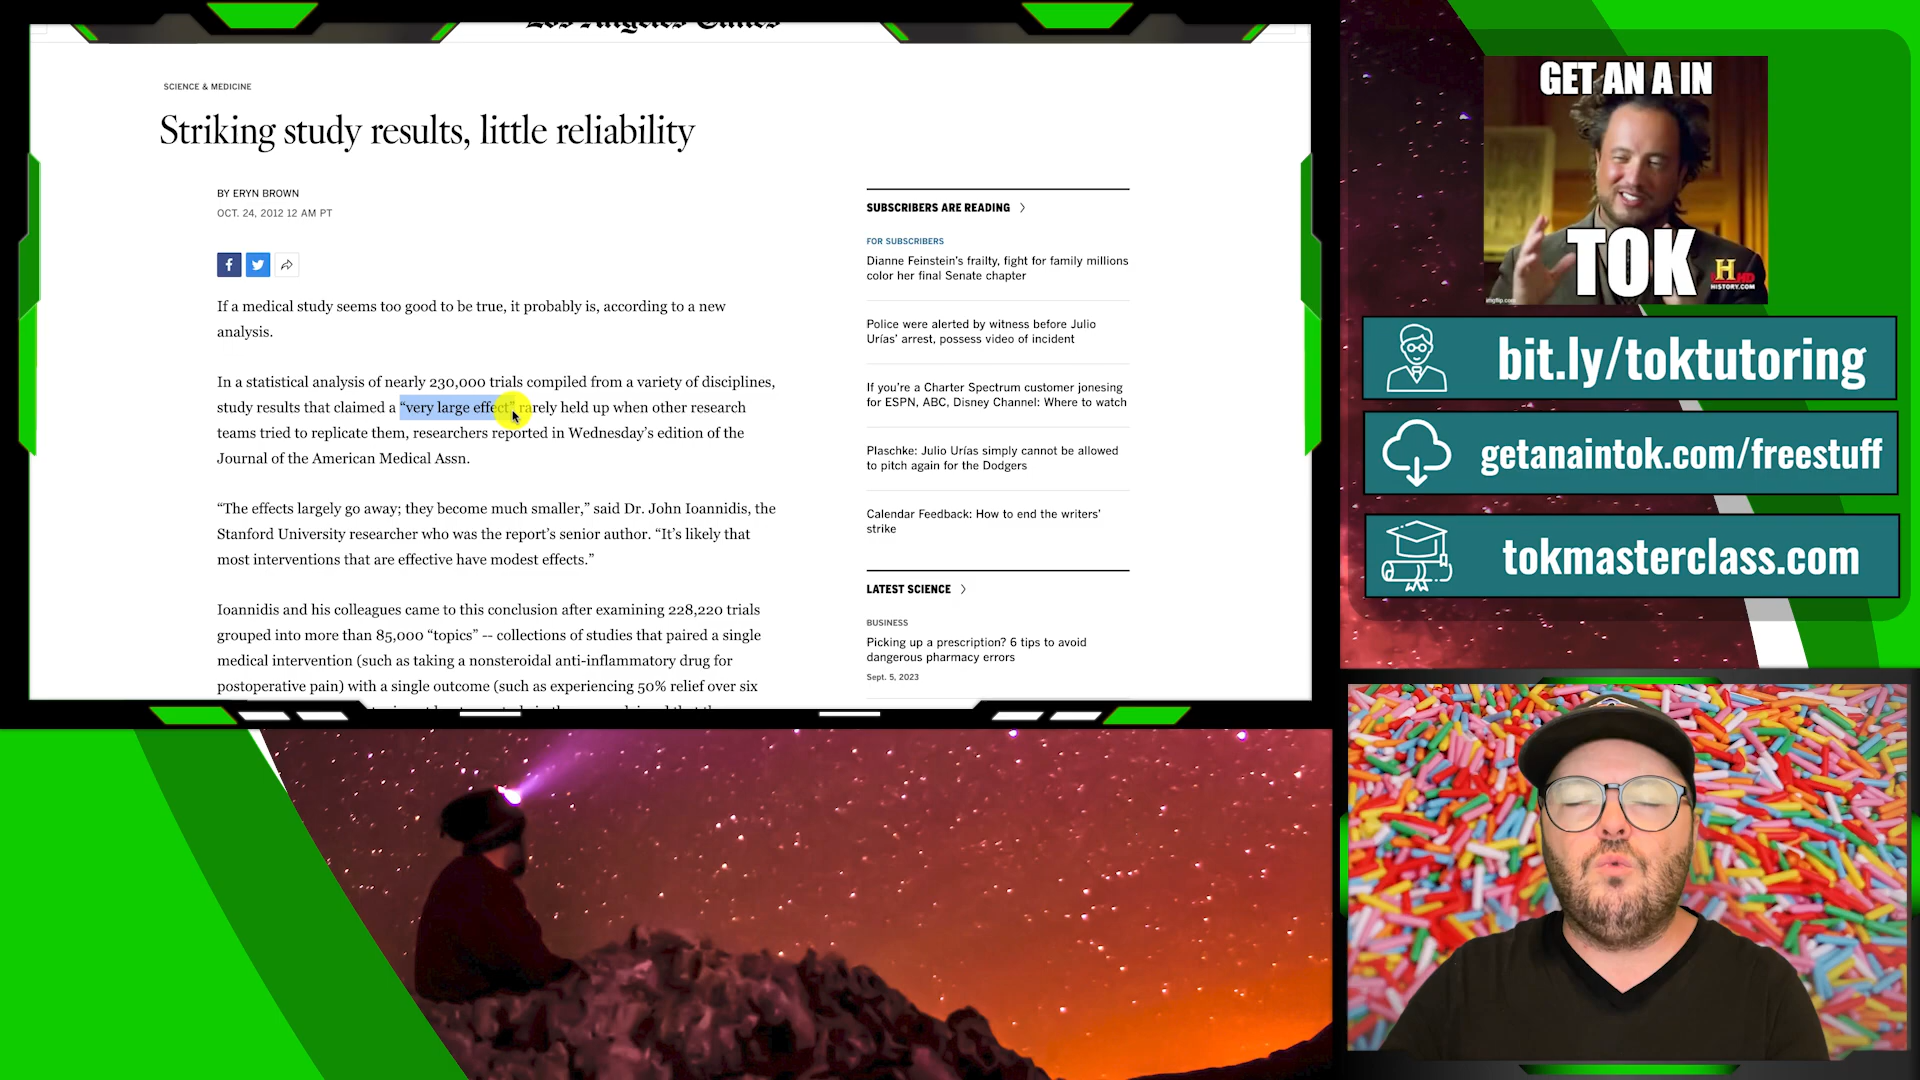 Los Angeles Times
SCIENCE & MEDICINE
Striking study results, little reliability
BY ERYN BROWN
OCT. 24, 2012 12 AM PT
If a medical study seems too good to be true, it probably is, according to a new
analysis.
In a statistical analysis of nearly 230,000 trials compiled from a variety of disciplines,
study results that claimed a “very large effect” rarely held up when other research
teams tried to replicate them, researchers reported in Wednesday’s edition of the
Journal of the American Medical Assn.
“The effects largely go away; they become much smaller,” said Dr. John Ioannidis, the
Stanford University researcher who was the report’s senior author. “It’s likely that
most interventions that are effective have modest effects.”
Ioannidis and his colleagues came to this conclusion after examining 228,220 trials
grouped into more than 85,000 “topics” -- collections of studies that paired a single
medical intervention (such as taking a nonsteroidal anti-inflammatory drug for
postoperative pain) with a single outcome (such as experiencing 50% relief over six
SUBSCRIBERS ARE READING
FOR SUBSCRIBERS
Dianne Feinstein’s frailty, fight for family millions
color her final Senate chapter
Police were alerted by witness before Julio
Urías’ arrest, possess video of incident
If you’re a Charter Spectrum customer jonesing
for ESPN, ABC, Disney Channel: Where to watch
Plaschke: Julio Urías simply cannot be allowed
to pitch again for the Dodgers
Calendar Feedback: How to end the writers’
strike
LATEST SCIENCE
BUSINESS
Picking up a prescription? 6 tips to avoid
dangerous pharmacy errors
Sept. 5, 2023
GET AN A IN
TOK
H HD
HISTORY.COM
imgflip.com
bit.ly/toktutoring
getanaintok.com/freestuff
tokmasterclass.com